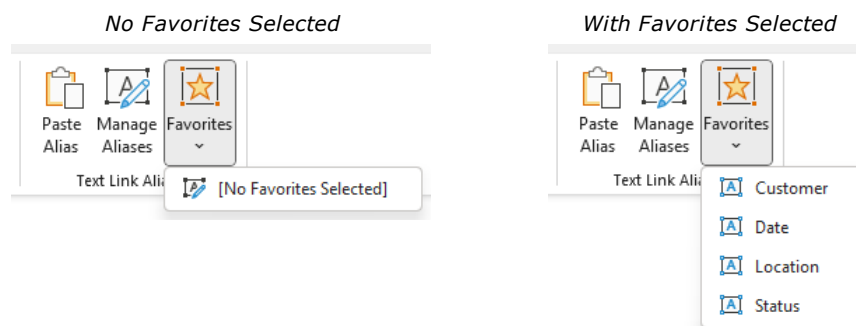 No Favorites Selected
Paste Alias
Manage Aliases
Favorites
Text Link Alia
[No Favorites Selected]
With Favorites Selected
Paste Alias
Manage Aliases
Favorites
Text Link Alia
Customer
Date
Location
Status